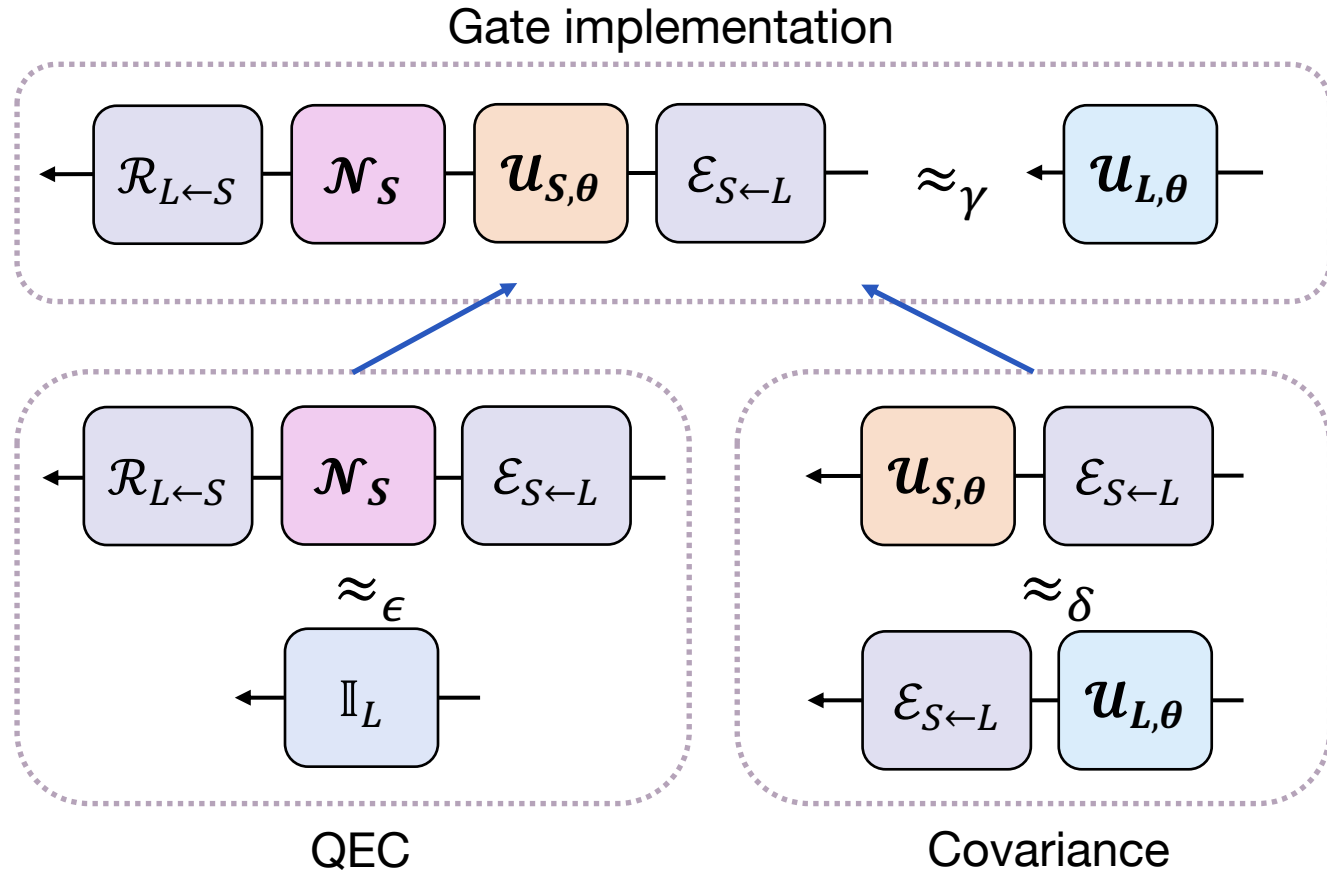 Gate implementation
ℛ_{L←S} 𝓝_S 𝓤_{S,θ} ℰ_{S←L} ≈_γ 𝓤_{L,θ}
ℛ_{L←S} 𝓝_S ℰ_{S←L}
≈_ϵ
𝕀_L
QEC
𝓤_{S,θ} ℰ_{S←L}
≈_δ
ℰ_{S←L} 𝓤_{L,θ}
Covariance